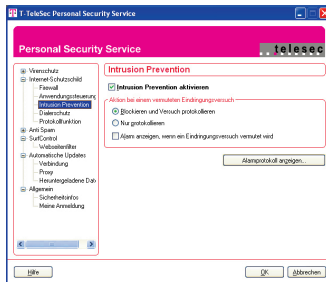 T-TeleSec Personal Security Service
Personal Security Service
telesec
Virenschutz
Internet-Schutzschild
Firewall
Anwendungssteuerung
Intrusion Prevention
Dialerschutz
Protokollfunktion
Anti Spam
SurfControl
Webseitenfilter
Automatische Updates
Verbindung
Proxy
Heruntergeladene Date
Allgemein
Sicherheitsinfos
Meine Anmeldung
Intrusion Prevention
Intrusion Prevention aktivieren
Aktion bei einem vermuteten Eindringungsversuch
Blockieren und Versuch protokollieren
Nur protokollieren
Alarm anzeigen, wenn ein Eindringungsversuch vermutet wird
Alarmprotokoll anzeigen...
Hilfe
OK
Abbrechen